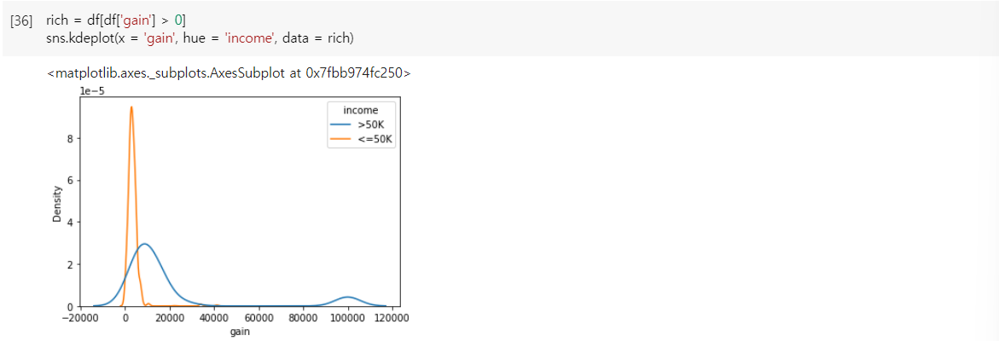 [36] rich = df[df['gain'] > 0]
sns.kdeplot(x = 'gain', hue = 'income', data = rich)
<matplotlib.axes._subplots.AxesSubplot at 0x7fbb974fc250>
1e−5
income
>50K
<=50K
8
6
4
2
0
Density
−20000 0 20000 40000 60000 80000 100000 120000
gain